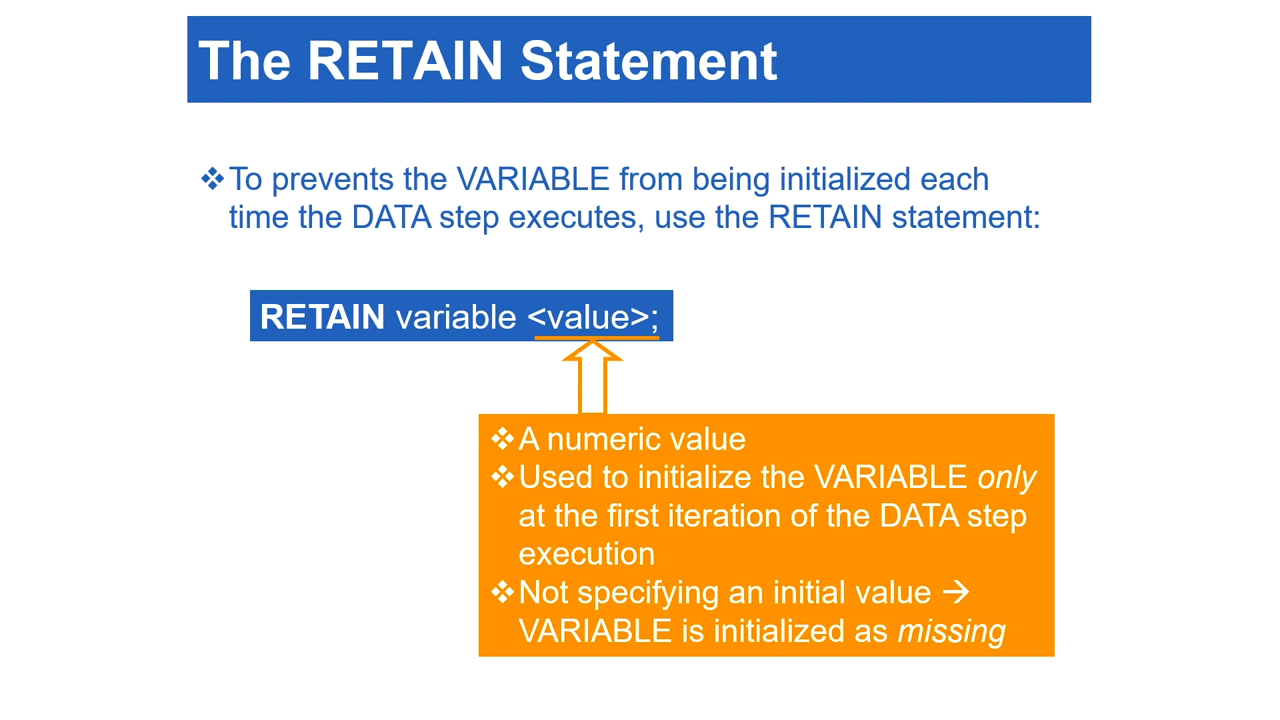 The RETAIN Statement
❖To prevents the VARIABLE from being initialized each
time the DATA step executes, use the RETAIN statement:
RETAIN variable <value>;
❖A numeric value
❖Used to initialize the VARIABLE only
at the first iteration of the DATA step
execution
❖Not specifying an initial value →
VARIABLE is initialized as missing